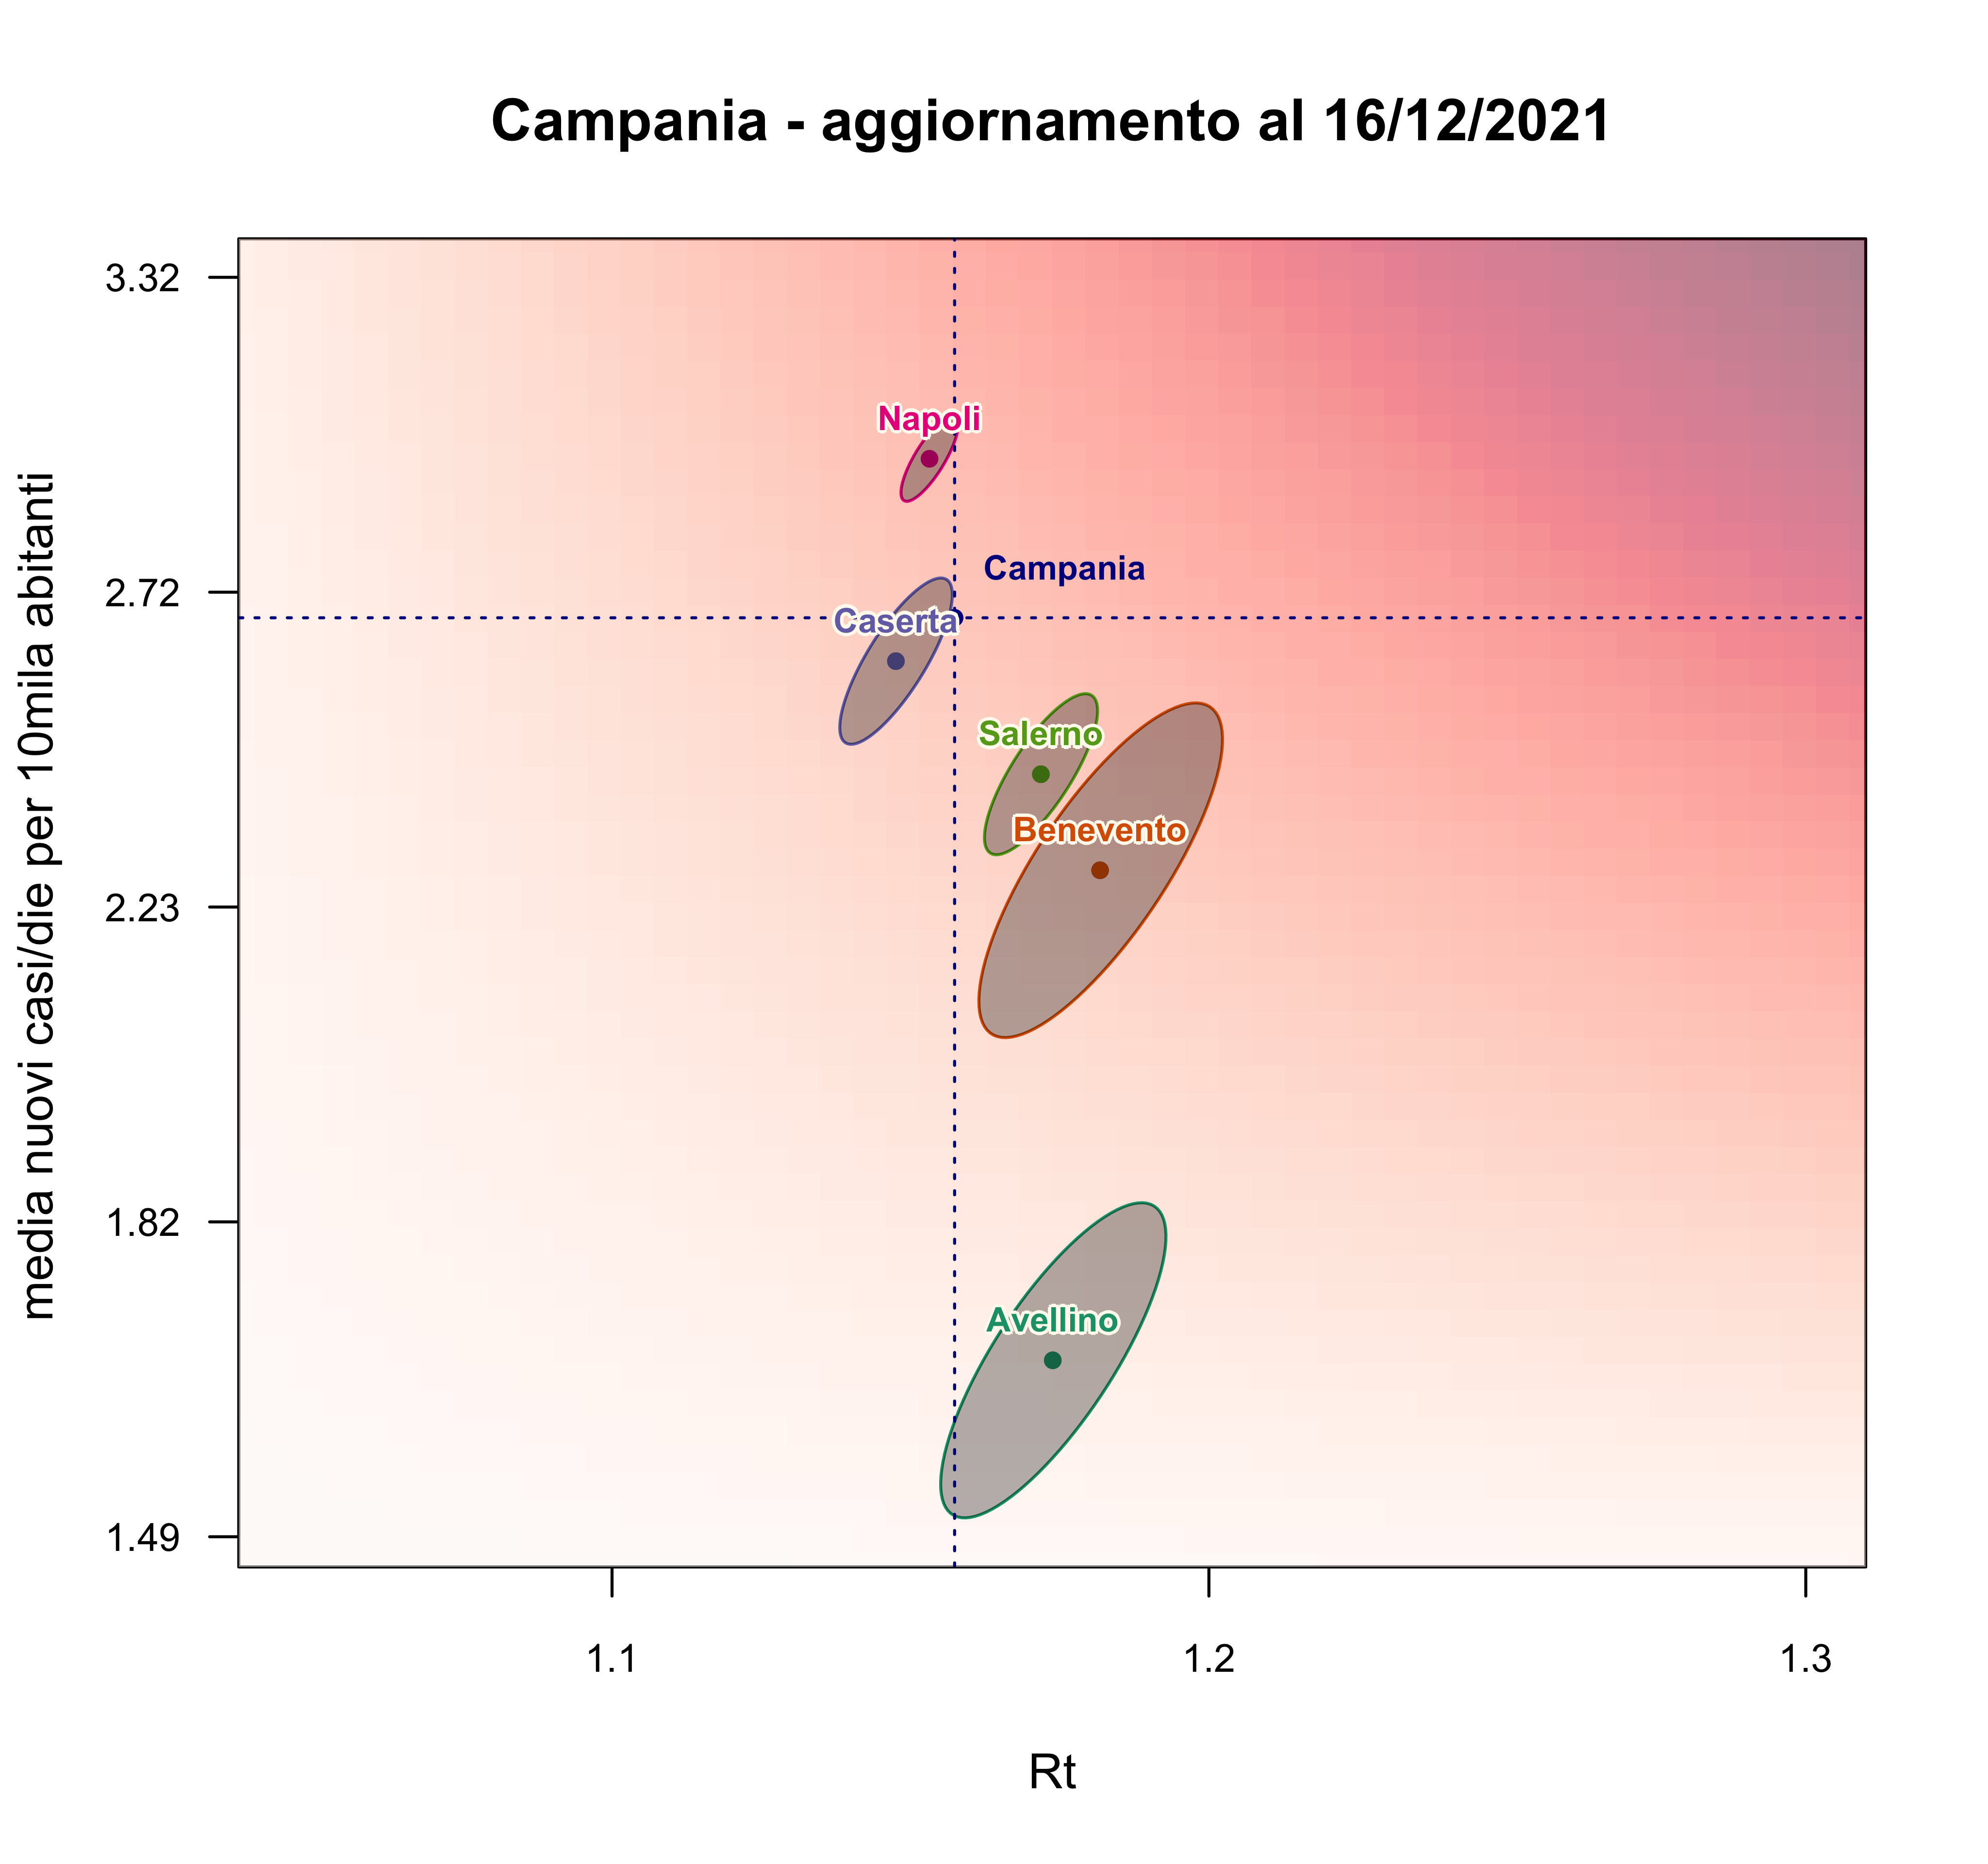 Campania - aggiornamento al 16/12/2021
media nuovi casi/die per 10mila abitanti
3.32
2.72
2.23
1.82
1.49
Napoli
Campania
Caserta
Salerno
Benevento
Avellino
1.1
1.2
1.3
Rt